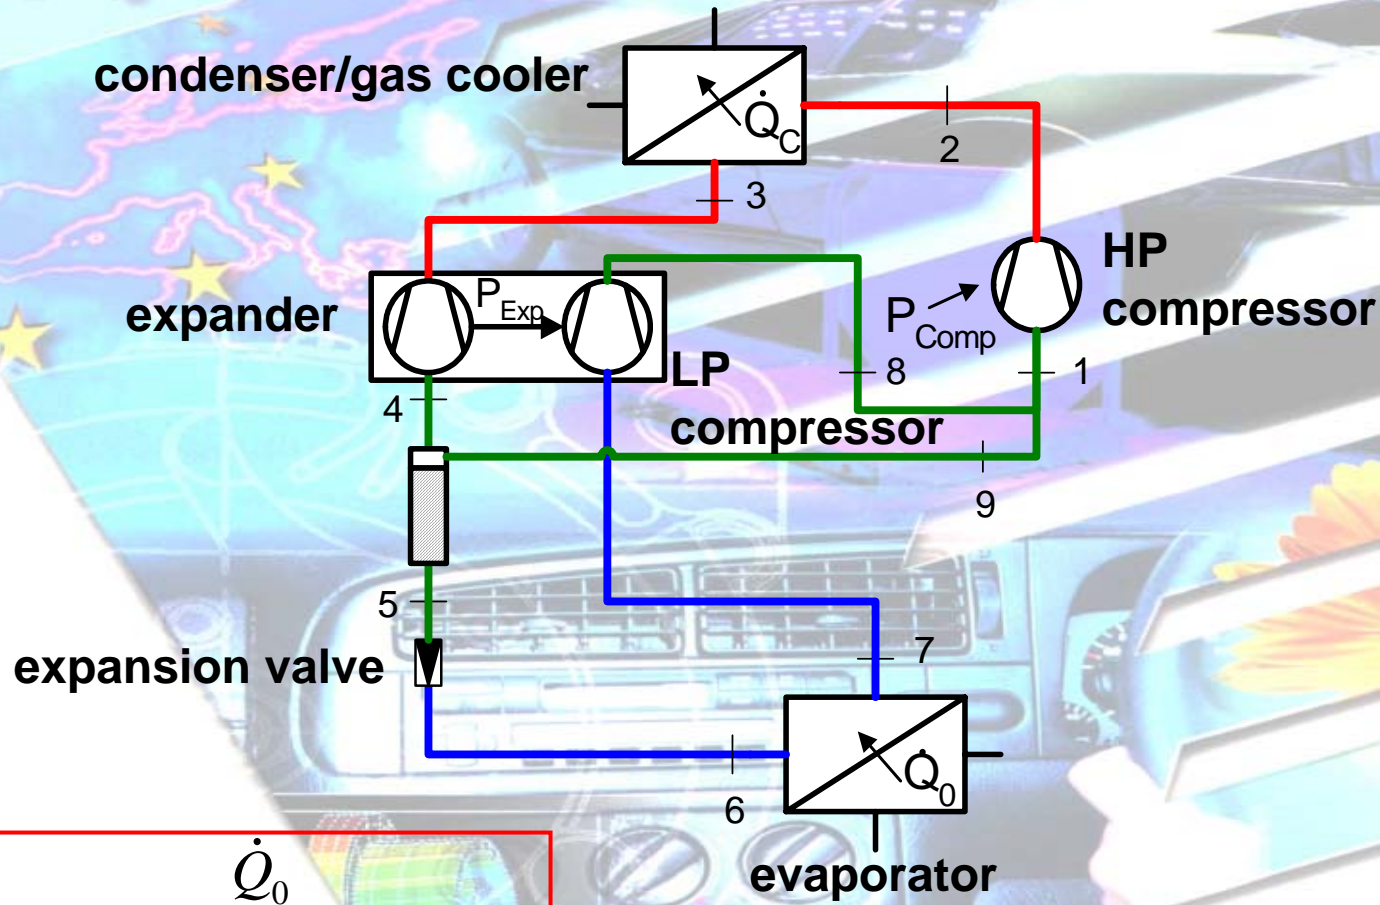 condenser/gas cooler
Q̇C
2
3
HP
compressor
expander
PExp
PComp
LP
compressor
8
1
4
9
5
expansion valve
7
6
Q̇0
evaporator
Q̇0